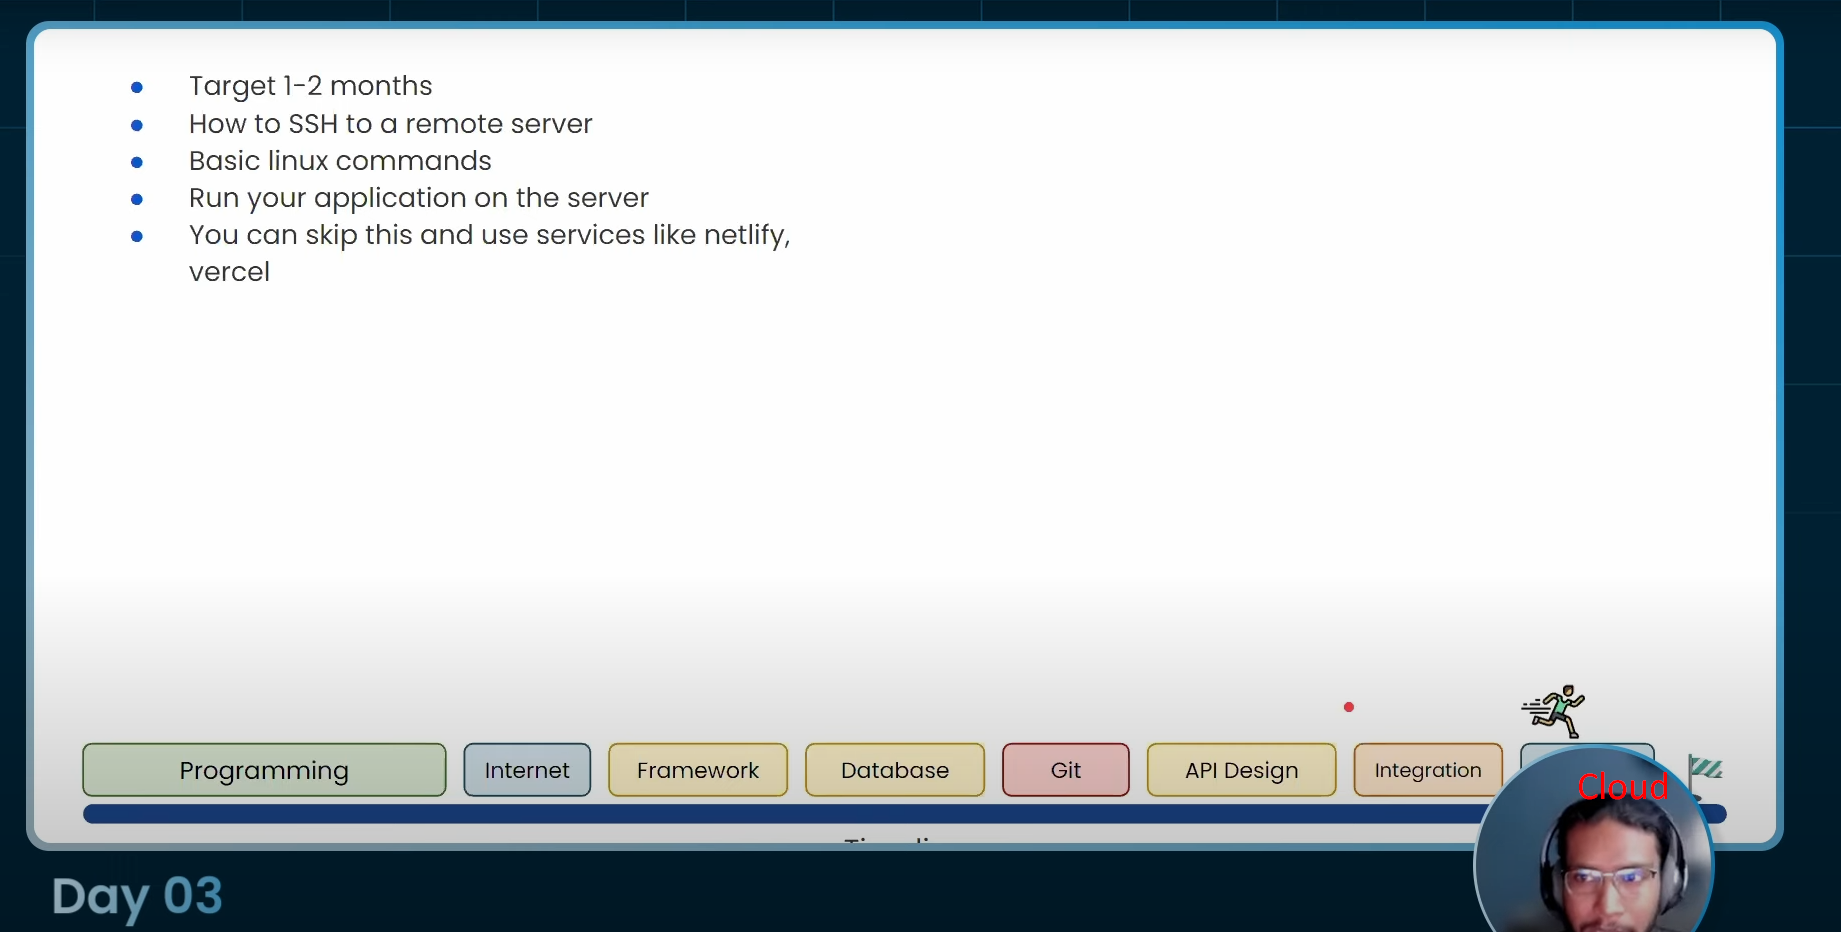 Target 1-2 months
How to SSH to a remote server
Basic linux commands
Run your application on the server
You can skip this and use services like netlify,
vercel
Programming
Internet
Framework
Database
Git
API Design
Integration
Cloud
Day 03